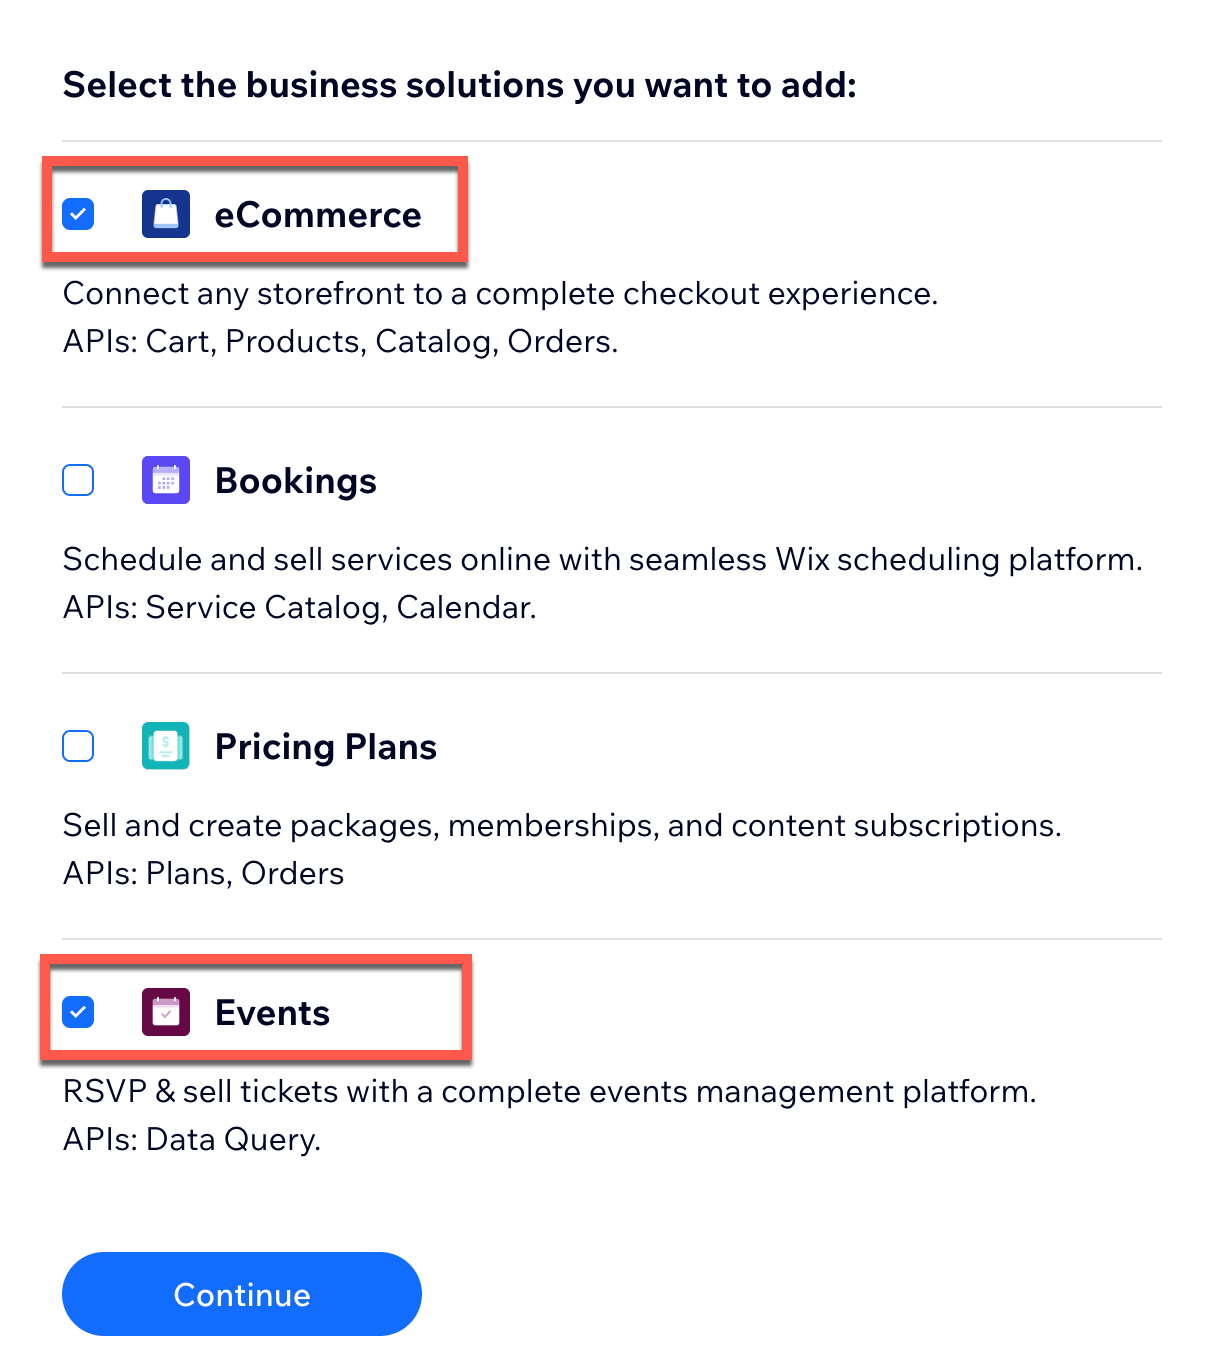 Select the business solutions you want to add:
eCommerce
Connect any storefront to a complete checkout experience.
APIs: Cart, Products, Catalog, Orders.
Bookings
Schedule and sell services online with seamless Wix scheduling platform.
APIs: Service Catalog, Calendar.
Pricing Plans
Sell and create packages, memberships, and content subscriptions.
APIs: Plans, Orders
Events
RSVP & sell tickets with a complete events management platform.
APIs: Data Query.
Continue